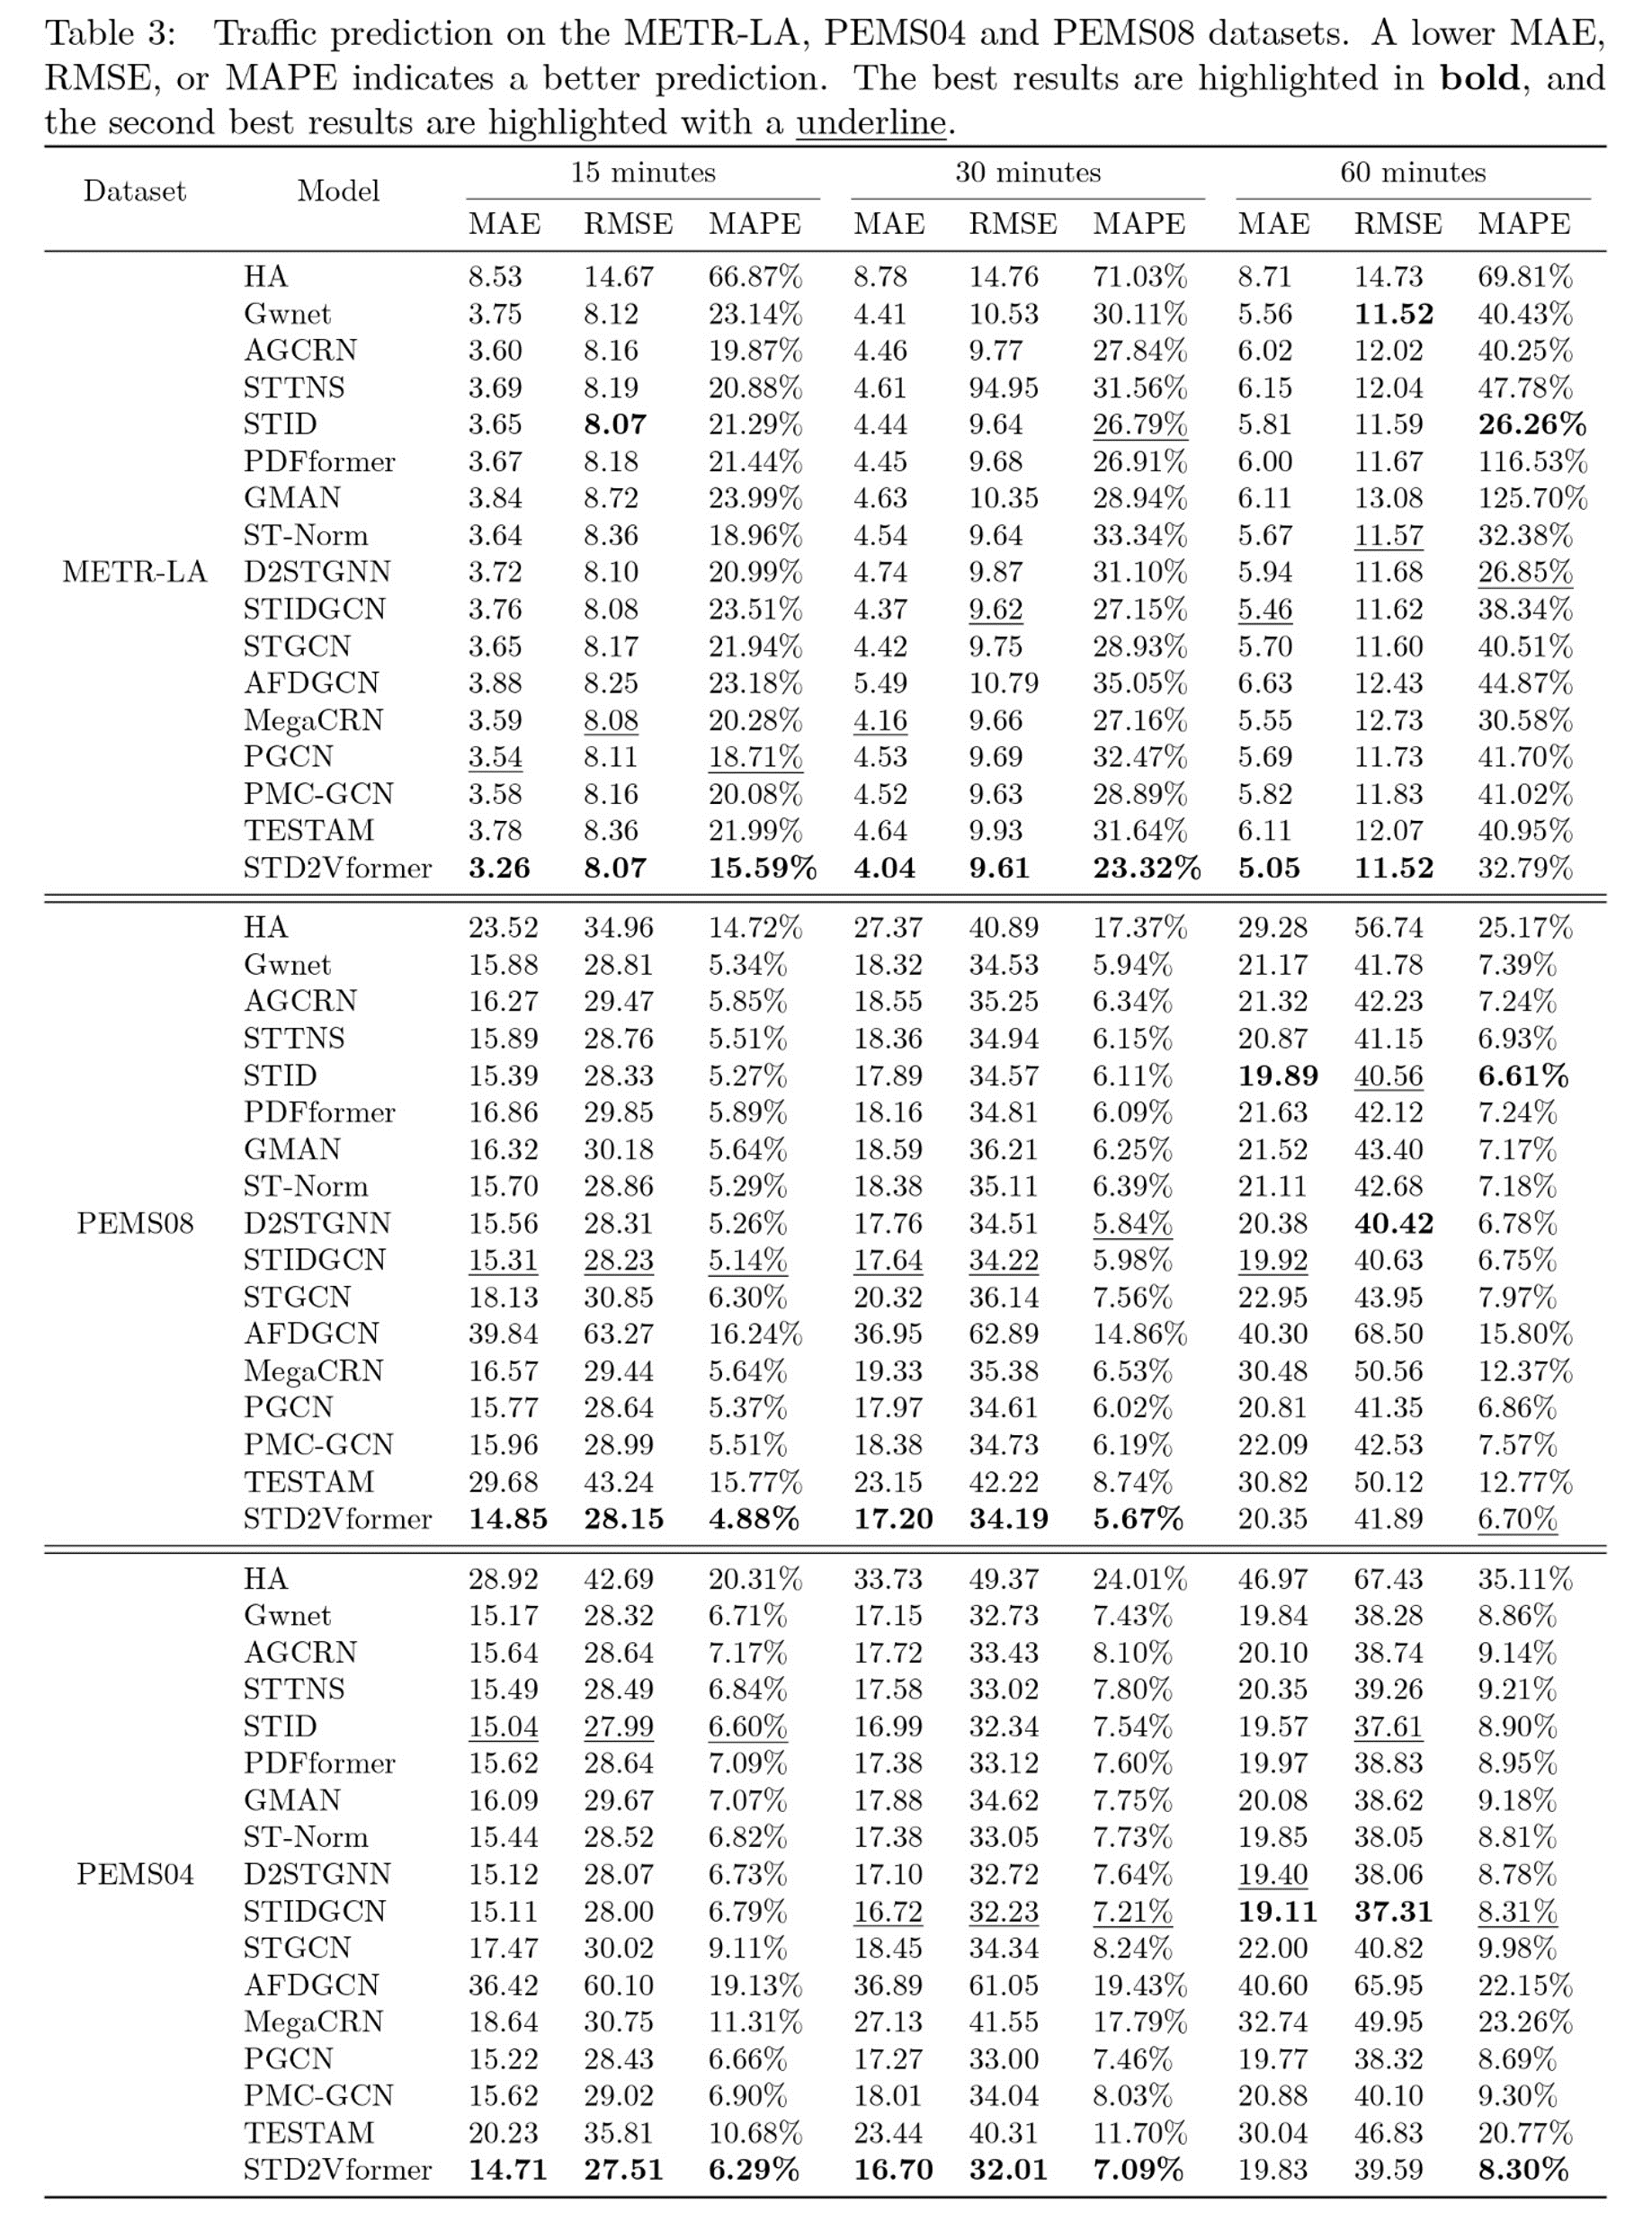 Table 3: Traffic prediction on the METR-LA, PEMS04 and PEMS08 datasets. A lower MAE,
RMSE, or MAPE indicates a better prediction. The best results are highlighted in bold, and
the second best results are highlighted with a underline.
Dataset Model 15 minutes 30 minutes 60 minutes
MAE RMSE MAPE MAE RMSE MAPE MAE RMSE MAPE
HA 8.53 14.67 66.87% 8.78 14.76 71.03% 8.71 14.73 69.81%
Gwnet 3.75 8.12 23.14% 4.41 10.53 30.11% 5.56 11.52 40.43%
AGCRN 3.60 8.16 19.87% 4.46 9.77 27.84% 6.02 12.02 40.25%
STTNS 3.69 8.19 20.88% 4.61 94.95 31.56% 6.15 12.04 47.78%
STID 3.65 8.07 21.29% 4.44 9.64 26.79% 5.81 11.59 26.26%
PDFformer 3.67 8.18 21.44% 4.45 9.68 26.91% 6.00 11.67 116.53%
GMAN 3.84 8.72 23.99% 4.63 10.35 28.94% 6.11 13.08 125.70%
ST-Norm 3.64 8.36 18.96% 4.54 9.64 33.34% 5.67 11.57 32.38%
METR-LA D2STGNN 3.72 8.10 20.99% 4.74 9.87 31.10% 5.94 11.68 26.85%
STIDGCN 3.76 8.08 23.51% 4.37 9.62 27.15% 5.46 11.62 38.34%
STGCN 3.65 8.17 21.94% 4.42 9.75 28.93% 5.70 11.60 40.51%
AFDGCN 3.88 8.25 23.18% 5.49 10.79 35.05% 6.63 12.43 44.87%
MegaCRN 3.59 8.08 20.28% 4.16 9.66 27.16% 5.55 12.73 30.58%
PGCN 3.54 8.11 18.71% 4.53 9.69 32.47% 5.69 11.73 41.70%
PMC-GCN 3.58 8.16 20.08% 4.52 9.63 28.89% 5.82 11.83 41.02%
TESTAM 3.78 8.36 21.99% 4.64 9.93 31.64% 6.11 12.07 40.95%
STD2Vformer 3.26 8.07 15.59% 4.04 9.61 23.32% 5.05 11.52 32.79%
HA 23.52 34.96 14.72% 27.37 40.89 17.37% 29.28 56.74 25.17%
Gwnet 15.88 28.81 5.34% 18.32 34.53 5.94% 21.17 41.78 7.39%
AGCRN 16.27 29.47 5.85% 18.55 35.25 6.34% 21.32 42.23 7.24%
STTNS 15.89 28.76 5.51% 18.36 34.94 6.15% 20.87 41.15 6.93%
STID 15.39 28.33 5.27% 17.89 34.57 6.11% 19.89 40.56 6.61%
PDFformer 16.86 29.85 5.89% 18.16 34.81 6.09% 21.63 42.12 7.24%
GMAN 16.32 30.18 5.64% 18.59 36.21 6.25% 21.52 43.40 7.17%
ST-Norm 15.70 28.86 5.29% 18.38 35.11 6.39% 21.11 42.68 7.18%
PEMS08 D2STGNN 15.56 28.31 5.26% 17.76 34.51 5.84% 20.38 40.42 6.78%
STIDGCN 15.31 28.23 5.14% 17.64 34.22 5.98% 19.92 40.63 6.75%
STGCN 18.13 30.85 6.30% 20.32 36.14 7.56% 22.95 43.95 7.97%
AFDGCN 39.84 63.27 16.24% 36.95 62.89 14.86% 40.30 68.50 15.80%
MegaCRN 16.57 29.44 5.64% 19.33 35.38 6.53% 30.48 50.56 12.37%
PGCN 15.77 28.64 5.37% 17.97 34.61 6.02% 20.81 41.35 6.86%
PMC-GCN 15.96 28.99 5.51% 18.38 34.73 6.19% 22.09 42.53 7.57%
TESTAM 29.68 43.24 15.77% 23.15 42.22 8.74% 30.82 50.12 12.77%
STD2Vformer 14.85 28.15 4.88% 17.20 34.19 5.67% 20.35 41.89 6.70%
HA 28.92 42.69 20.31% 33.73 49.37 24.01% 46.97 67.43 35.11%
Gwnet 15.17 28.32 6.71% 17.15 32.73 7.43% 19.84 38.28 8.86%
AGCRN 15.64 28.64 7.17% 17.72 33.43 8.10% 20.10 38.74 9.14%
STTNS 15.49 28.49 6.84% 17.58 33.02 7.80% 20.35 39.26 9.21%
STID 15.04 27.99 6.60% 16.99 32.34 7.54% 19.57 37.61 8.90%
PDFformer 15.62 28.64 7.09% 17.38 33.12 7.60% 19.97 38.83 8.95%
GMAN 16.09 29.67 7.07% 17.88 34.62 7.75% 20.08 38.62 9.18%
ST-Norm 15.44 28.52 6.82% 17.38 33.05 7.73% 19.85 38.05 8.81%
PEMS04 D2STGNN 15.12 28.07 6.73% 17.10 32.72 7.64% 19.40 38.06 8.78%
STIDGCN 15.11 28.00 6.79% 16.72 32.23 7.21% 19.11 37.31 8.31%
STGCN 17.47 30.02 9.11% 18.45 34.34 8.24% 22.00 40.82 9.98%
AFDGCN 36.42 60.10 19.13% 36.89 61.05 19.43% 40.60 65.95 22.15%
MegaCRN 18.64 30.75 11.31% 27.13 41.55 17.79% 32.74 49.95 23.26%
PGCN 15.22 28.43 6.66% 17.27 33.00 7.46% 19.77 38.32 8.69%
PMC-GCN 15.62 29.02 6.90% 18.01 34.04 8.03% 20.88 40.10 9.30%
TESTAM 20.23 35.81 10.68% 23.44 40.31 11.70% 30.04 46.83 20.77%
STD2Vformer 14.71 27.51 6.29% 16.70 32.01 7.09% 19.83 39.59 8.30%